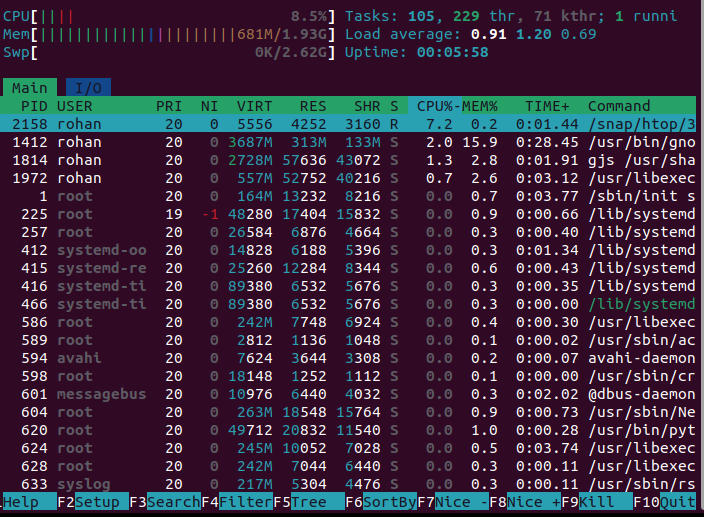 CPU[||||8.5%] Tasks: 105, 229 thr, 71 kthr; 1 runni
Mem[|||||||||||||||||||||||||681M/1.93G] Load average: 0.91 1.20 0.69
Swp[0K/2.62G] Uptime: 00:05:58
Main I/O
PID USER PRI NI VIRT RES SHR S CPU%-MEM% TIME+ Command
2158 rohan 20 0 5556 4252 3160 R 7.2 0.2 0:01.44 /snap/htop/3
1412 rohan 20 0 3687M 313M 133M S 2.0 15.9 0:28.45 /usr/bin/gno
1814 rohan 20 0 2728M 57636 43072 S 1.3 2.8 0:01.91 gjs /usr/sha
1972 rohan 20 0 557M 52752 40216 S 0.7 2.6 0:03.12 /usr/libexec
1 root 20 0 164M 13232 8216 S 0.0 0.7 0:03.77 /sbin/init s
225 root 19 -1 48280 17404 15832 S 0.0 0.9 0:00.66 /lib/systemd
257 root 20 0 26584 6876 4664 S 0.0 0.3 0:00.40 /lib/systemd
412 systemd-oo 20 0 14828 6188 5396 S 0.0 0.3 0:01.34 /lib/systemd
415 systemd-re 20 0 25260 12284 8344 S 0.0 0.6 0:00.43 /lib/systemd
416 systemd-ti 20 0 89380 6532 5676 S 0.0 0.3 0:00.35 /lib/systemd
466 systemd-ti 20 0 89380 6532 5676 S 0.0 0.3 0:00.00 /lib/systemd
586 root 20 0 242M 7748 6924 S 0.0 0.4 0:00.30 /usr/libexec
589 root 20 0 2812 1136 1048 S 0.0 0.1 0:00.02 /usr/sbin/ac
594 avahi 20 0 7624 3644 3308 S 0.0 0.2 0:00.07 avahi-daemon
598 root 20 0 18148 1252 1112 S 0.0 0.1 0:00.00 /usr/sbin/cr
601 messagebus 20 0 10976 6440 4032 S 0.0 0.3 0:02.02 @dbus-daemon
604 root 20 0 263M 18548 15764 S 0.0 0.9 0:00.73 /usr/sbin/Ne
620 root 20 0 49712 20832 11540 S 0.0 1.0 0:00.28 /usr/bin/pyt
624 root 20 0 245M 10052 7028 S 0.0 0.5 0:03.74 /usr/libexec
628 root 20 0 242M 7044 6440 S 0.0 0.3 0:00.11 /usr/libexec
633 syslog 20 0 217M 5304 4476 S 0.0 0.3 0:00.11 /usr/sbin/rs
Help F2Setup F3SearchF4FilterF5Tree F6SortByF7Nice -F8Nice +F9Kill F10Quit